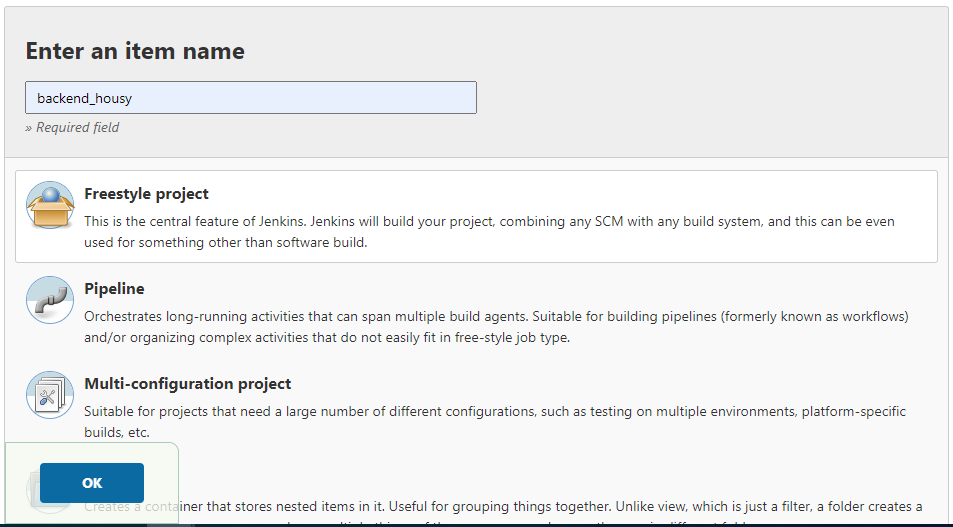 Enter an item name
backend_housy
» Required field
Freestyle project
This is the central feature of Jenkins. Jenkins will build your project, combining any SCM with any build system, and this can be even
used for something other than software build.
Pipeline
Orchestrates long-running activities that can span multiple build agents. Suitable for building pipelines (formerly known as workflows)
and/or organizing complex activities that do not easily fit in free-style job type.
Multi-configuration project
Suitable for projects that need a large number of different configurations, such as testing on multiple environments, platform-specific
builds, etc.
OK
Creates a container that stores nested items in it. Useful for grouping things together. Unlike view, which is just a filter, a folder creates a